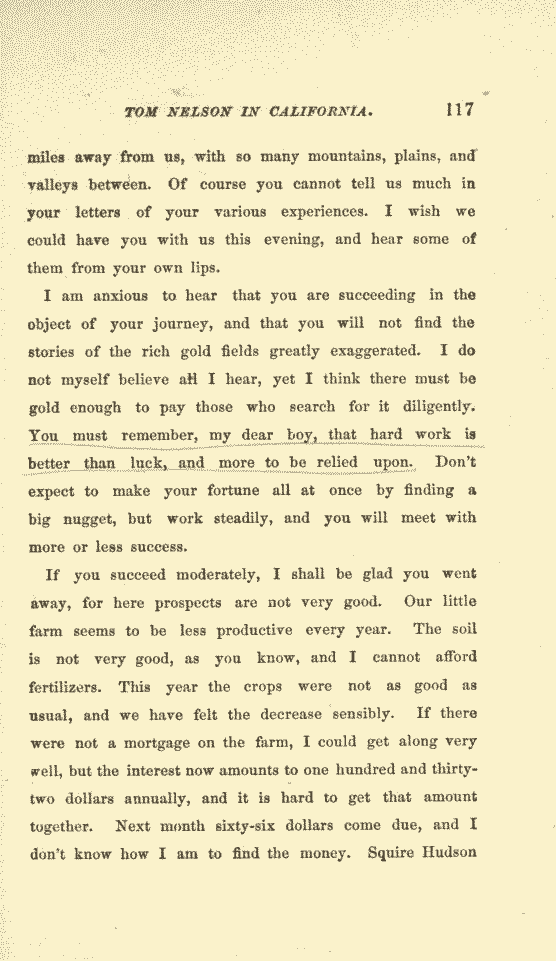 TOM NELSON IN CALIFORNIA. 117
miles away from us, with so many mountains, plains, and
valleys between. Of course you cannot tell us much in
your letters of your various experiences. I wish we
could have you with us this evening, and hear some of
them from your own lips.
I am anxious to hear that you are succeeding in the
object of your journey, and that you will not find the
stories of the rich gold fields greatly exaggerated. I do
not myself believe all I hear, yet I think there must be
gold enough to pay those who search for it diligently.
You must remember, my dear boy, that hard work is
better than luck, and more to be relied upon. Don't
expect to make your fortune all at once by finding a
big nugget, but work steadily, and you will meet with
more or less success.
If you succeed moderately, I shall be glad you went
away, for here prospects are not very good. Our little
farm seems to be less productive every year. The soil
is not very good, as you know, and I cannot afford
fertilizers. This year the crops were not as good as
usual, and we have felt the decrease sensibly. If there
were not a mortgage on the farm, I could get along very
well, but the interest now amounts to one hundred and thirty-
two dollars annually, and it is hard to get that amount
together. Next month sixty-six dollars come due, and I
don't know how I am to find the money. Squire Hudson